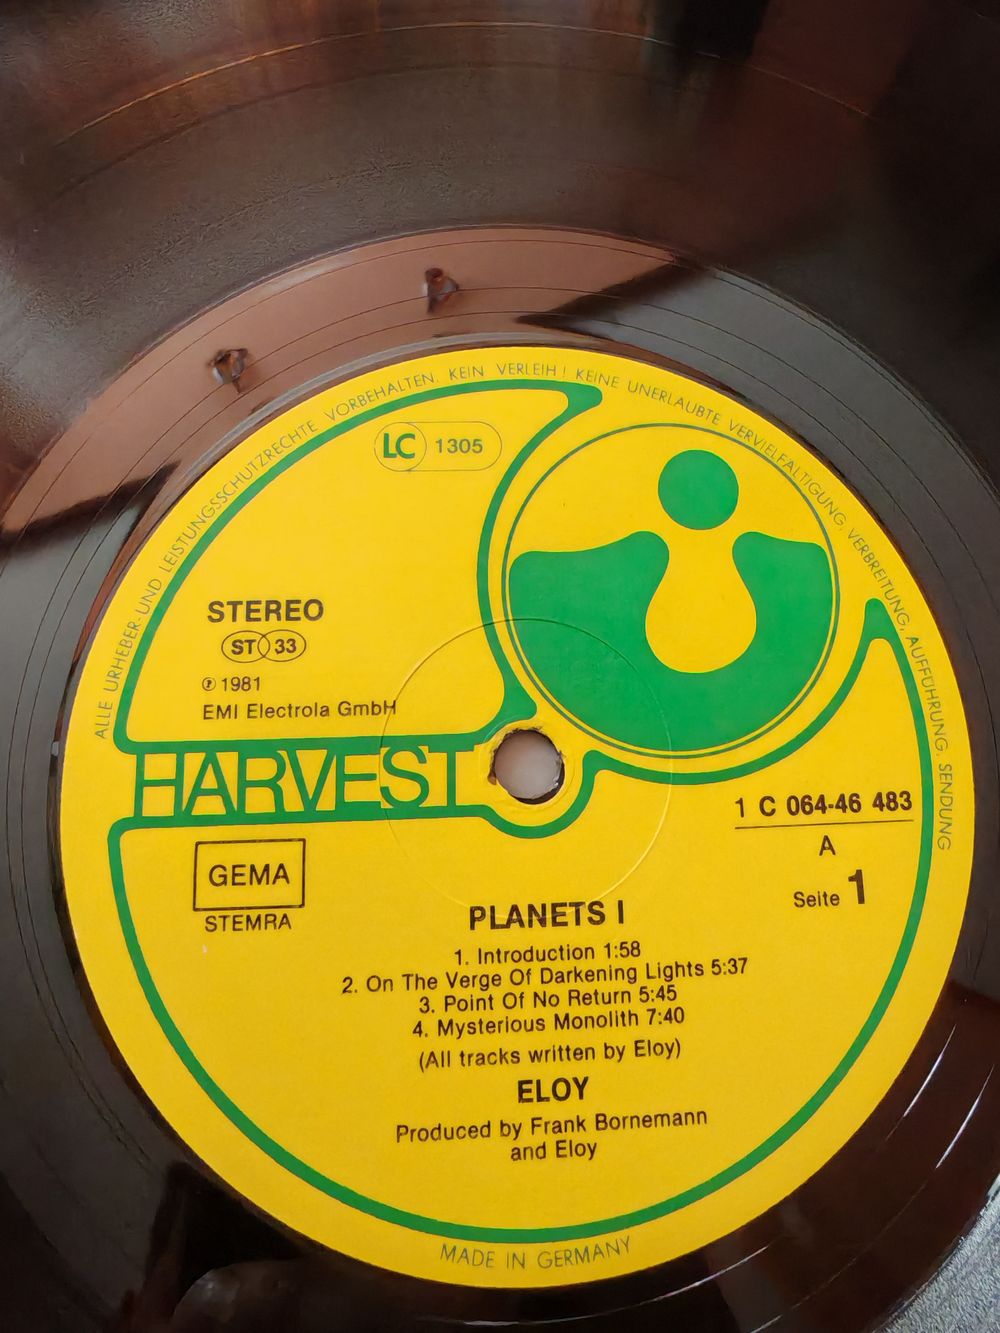 ALLE URHEBER- UND LEISTUNGSSCHUTZRECHTE VORBEHALTEN. KEIN VERLEIH! KEINE UNERLAUBTE VERVIELFÄLTIGUNG, VERBREITUNG, AUFFÜHRUNG, SENDUNG
LC 1305
STEREO
ST 33
℗ 1981
EMI Electrola GmbH
HARVEST
1 C 064-46 483
A
Seite 1
GEMA
STEMRA
PLANETS I
1. Introduction 1:58
2. On The Verge Of Darkening Lights 5:37
3. Point Of No Return 5:45
4. Mysterious Monolith 7:40
(All tracks written by Eloy)
ELOY
Produced by Frank Bornemann
and Eloy
MADE IN GERMANY